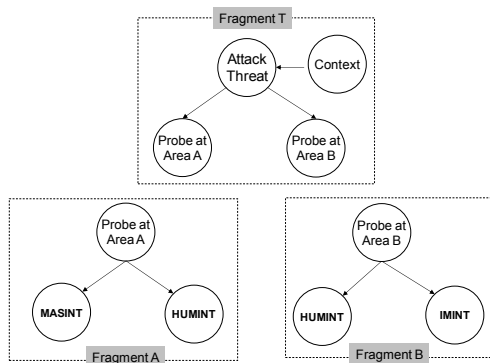 Fragment T
Attack
Threat
Context
Probe at
Area A
Probe at
Area B
Probe at
Area A
MASINT
HUMINT
Fragment A
Probe at
Area B
HUMINT
IMINT
Fragment B